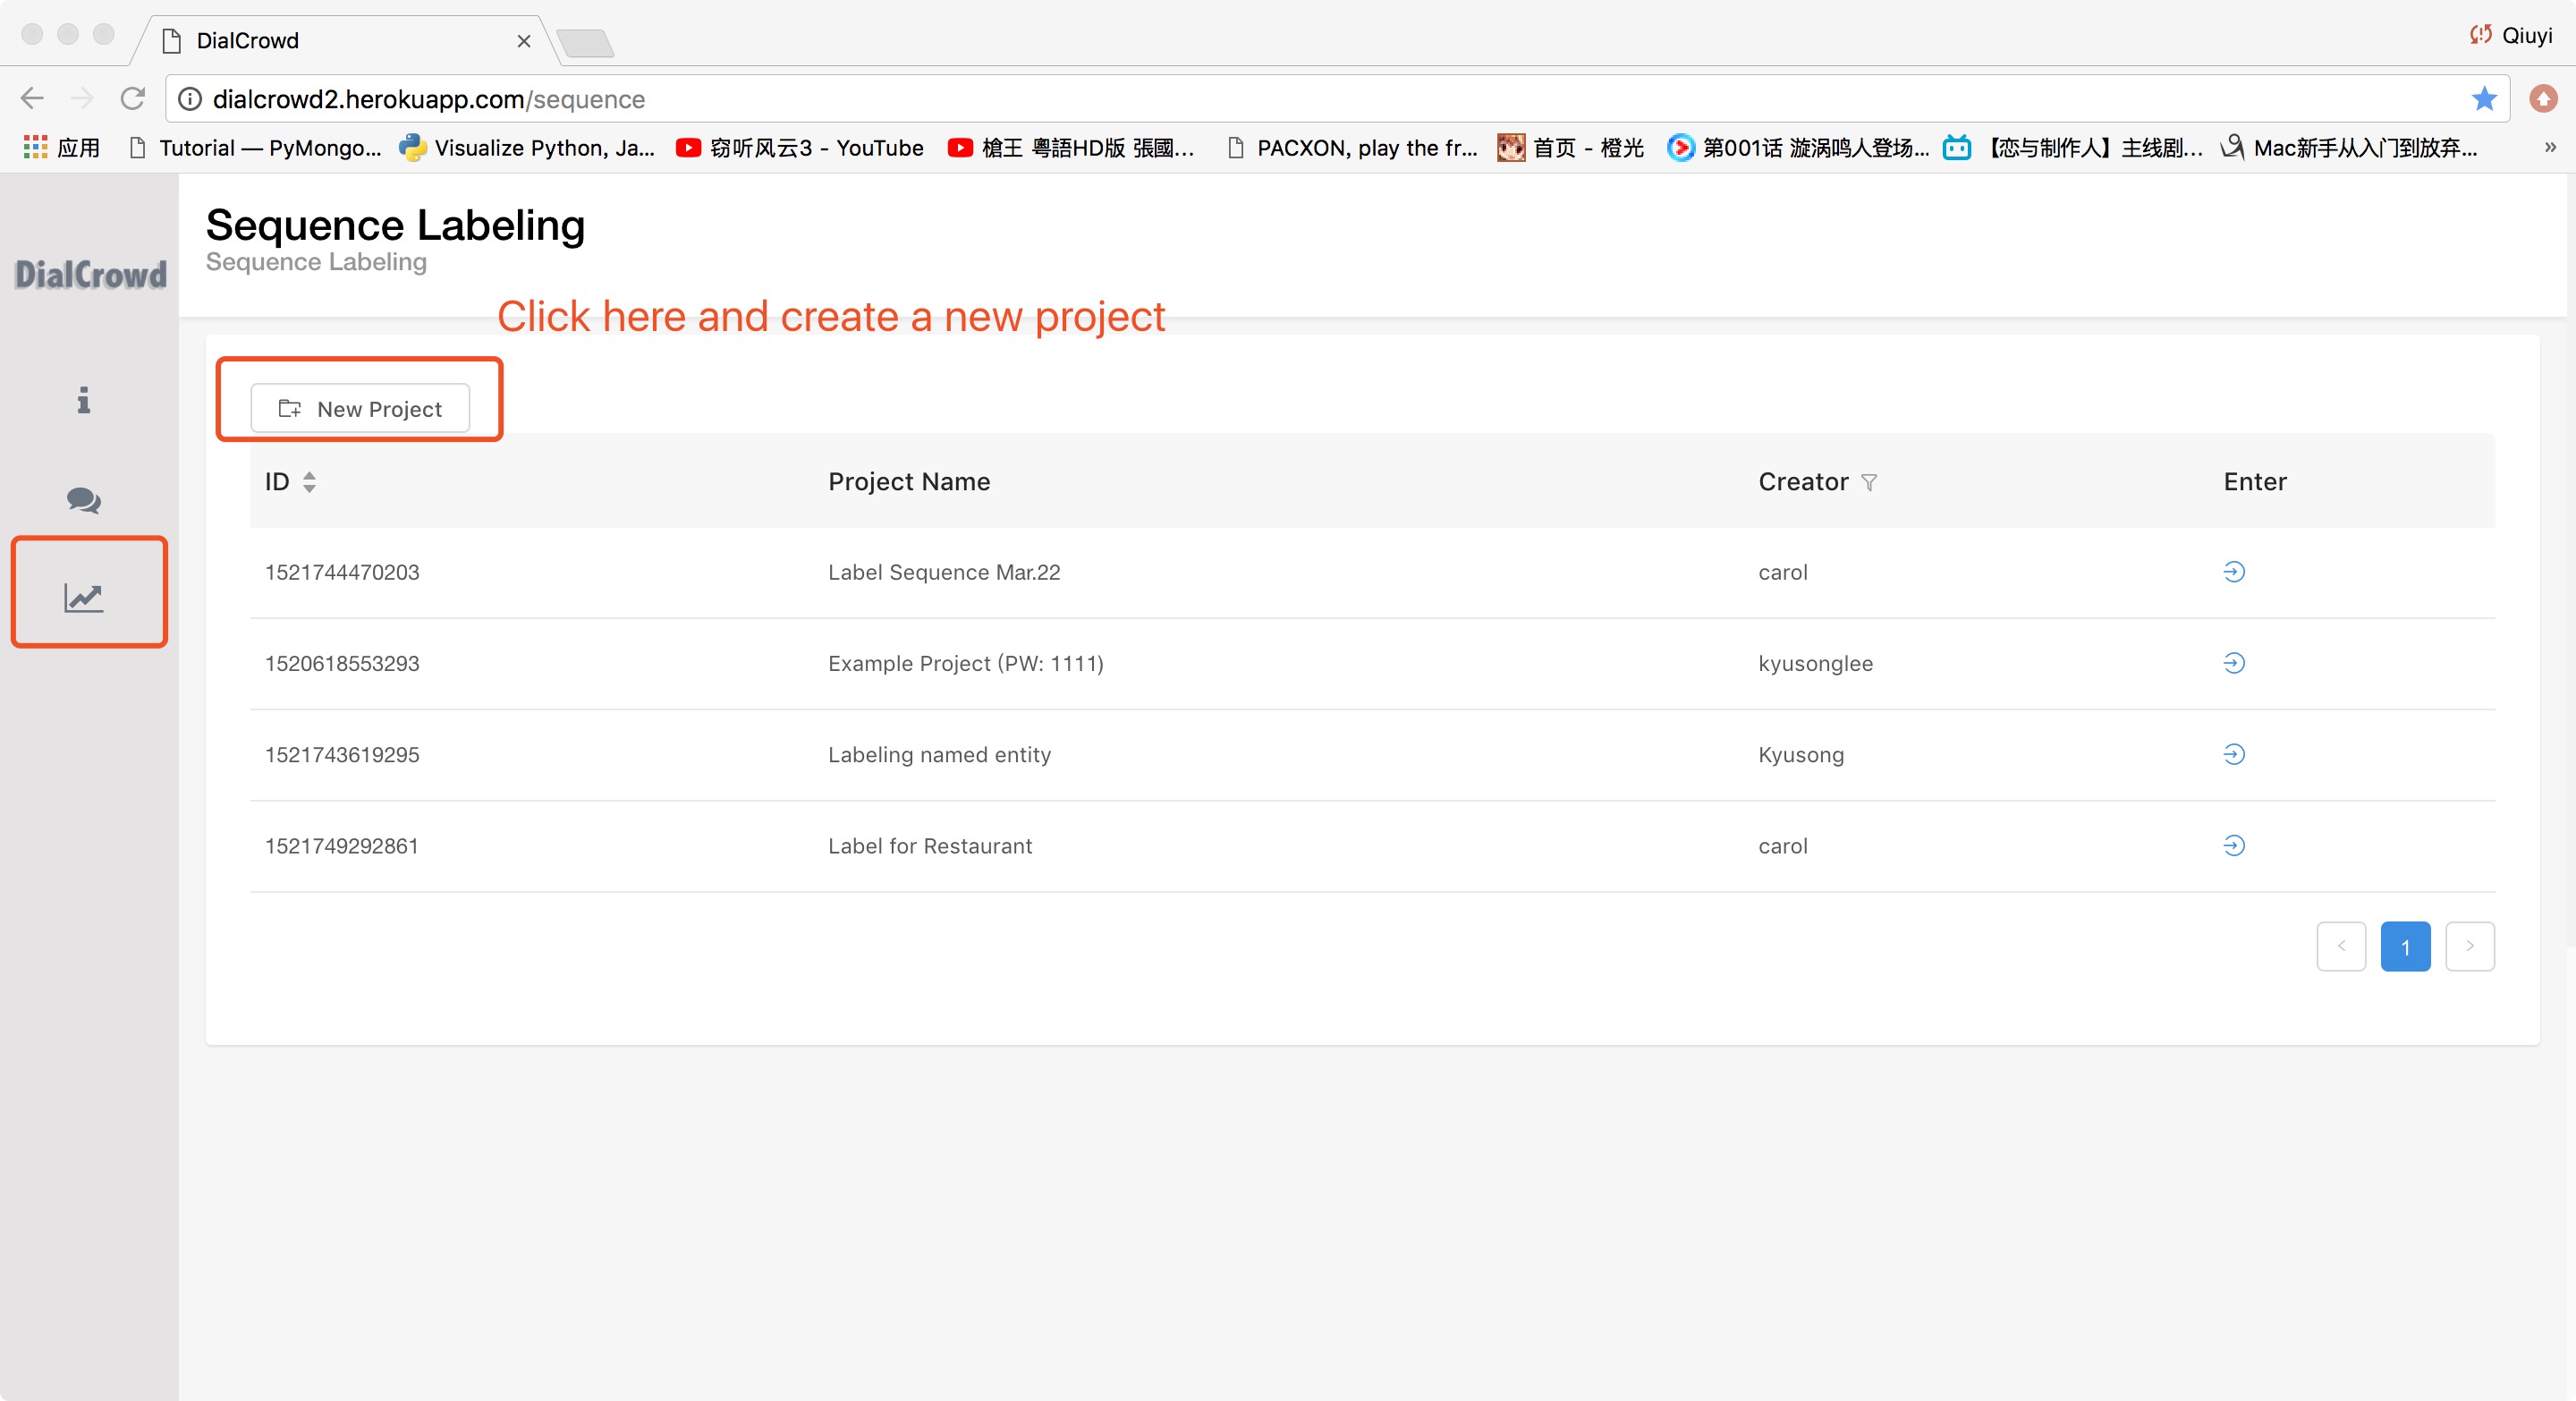 DialCrowd
Qiuyi
dialcrowd2.herokuapp.com/sequence
应用 Tutorial — PyMongo... Visualize Python, Ja... 窃听风云3 - YouTube 槍王 粵語HD版 張國... PACXON, play the fr... 首页 - 橙光 第001话 漩涡鸣人登场... 【恋与制作人】主线剧... Mac新手从入门到放弃... »
Sequence Labeling
Sequence Labeling
DialCrowd
Click here and create a new project
New Project
ID Project Name Creator Enter
1521744470203 Label Sequence Mar.22 carol
1520618553293 Example Project (PW: 1111) kyusonglee
1521743619295 Labeling named entity Kyusong
1521749292861 Label for Restaurant carol
< 1 >